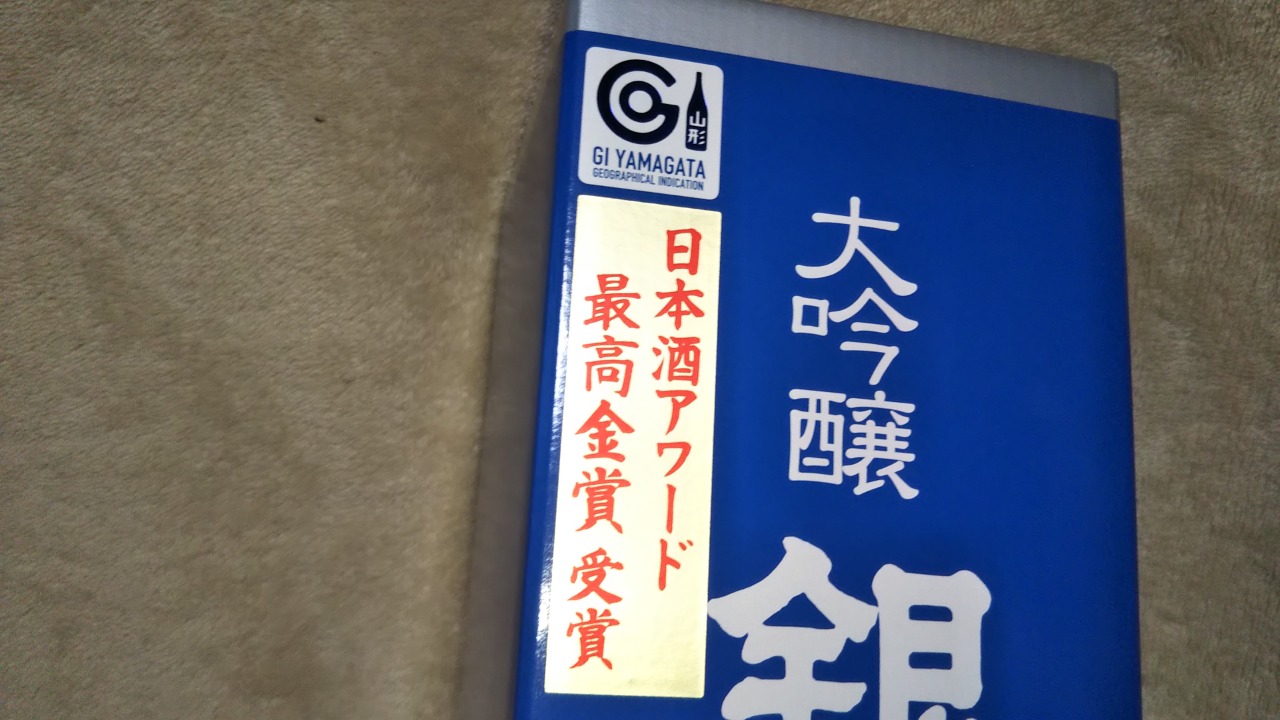 山形
GI YAMAGATA
GEOGRAPHICAL INDICATION
日本酒アワード
最高金賞 受賞
大吟醸
銀